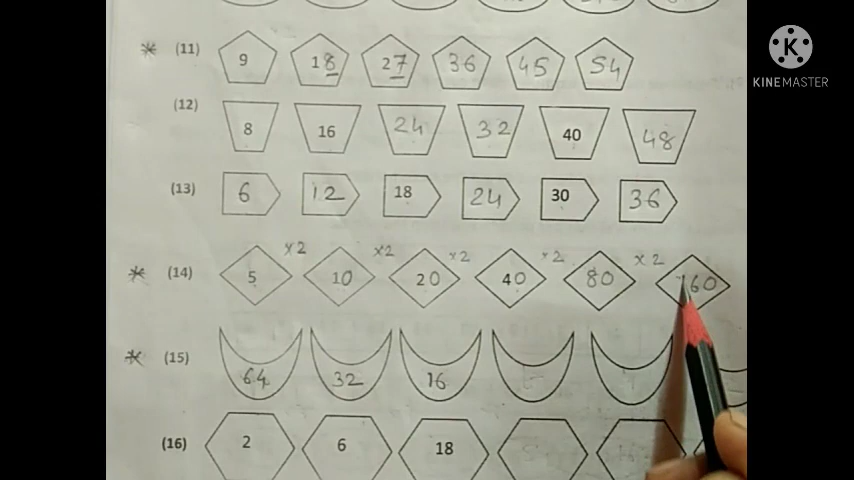 K
KINEMASTER
* (11) 9 18 27 36 45 54
(12) 8 16 24 32 40 48
(13) 6 12 18 24 30 36
×2 ×2 ×2 ×2 ×2
* (14) 5 10 20 40 80 160
* (15) 64 32 16
(16) 2 6 18